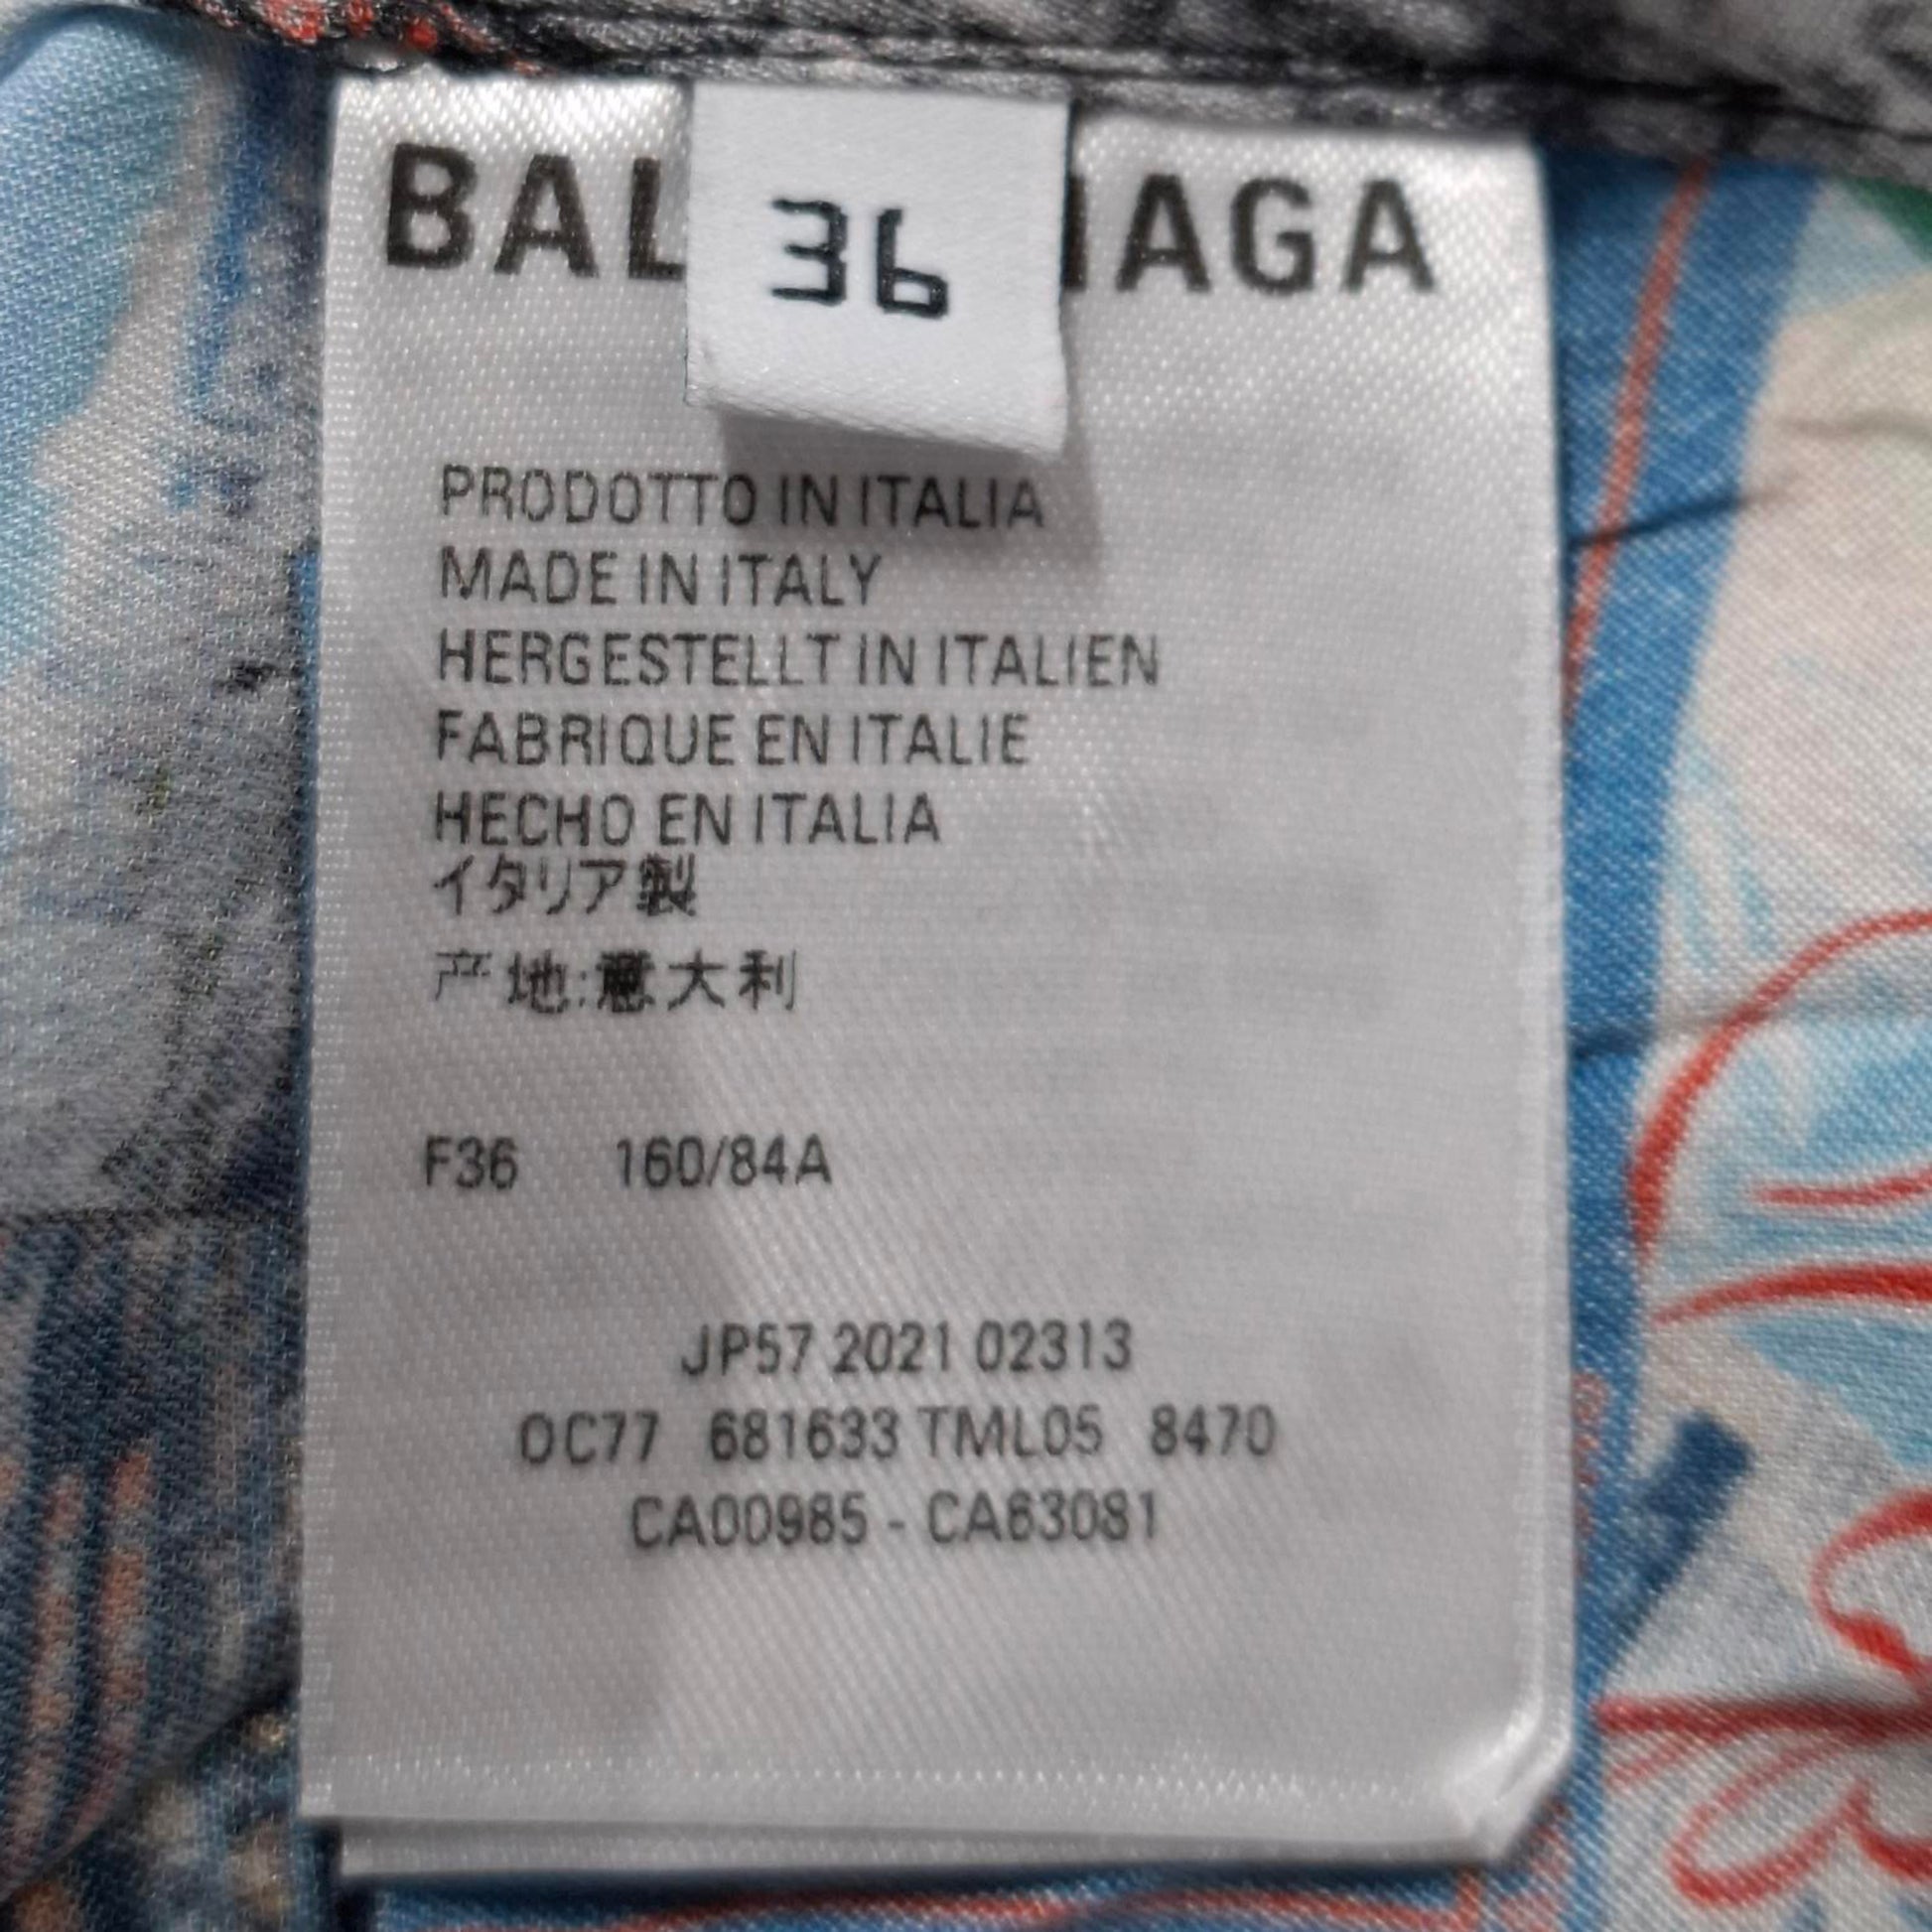 BAL NAGA
36
PRODOTTO IN ITALIA
MADE IN ITALY
HERGESTELLT IN ITALIEN
FABRIQUE EN ITALIE
HECHO EN ITALIA
イタリア製
产地:意大利
F36 160/84A
JP57 2021 02313
OC77 681633 TML05 8470
CA00985 - CA63081